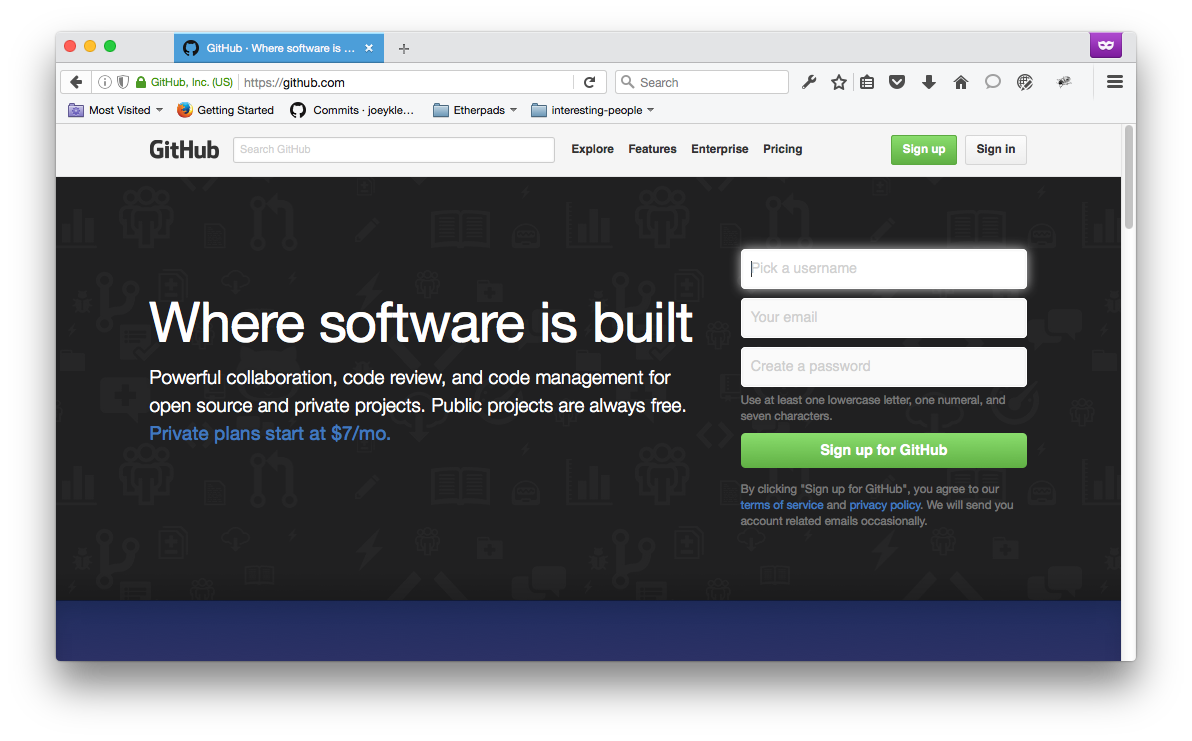 GitHub · Where software is ...
GitHub, Inc. (US)
https://github.com
Search
Most Visited
Getting Started
Commits · joeykle...
Etherpads
interesting-people
GitHub
Search GitHub
Explore
Features
Enterprise
Pricing
Sign up
Sign in
Where software is built
Powerful collaboration, code review, and code management for
open source and private projects. Public projects are always free.
Private plans start at $7/mo.
Pick a username
Your email
Create a password
Use at least one lowercase letter, one numeral, and
seven characters.
Sign up for GitHub
By clicking "Sign up for GitHub", you agree to our
terms of service and privacy policy. We will send you
account related emails occasionally.